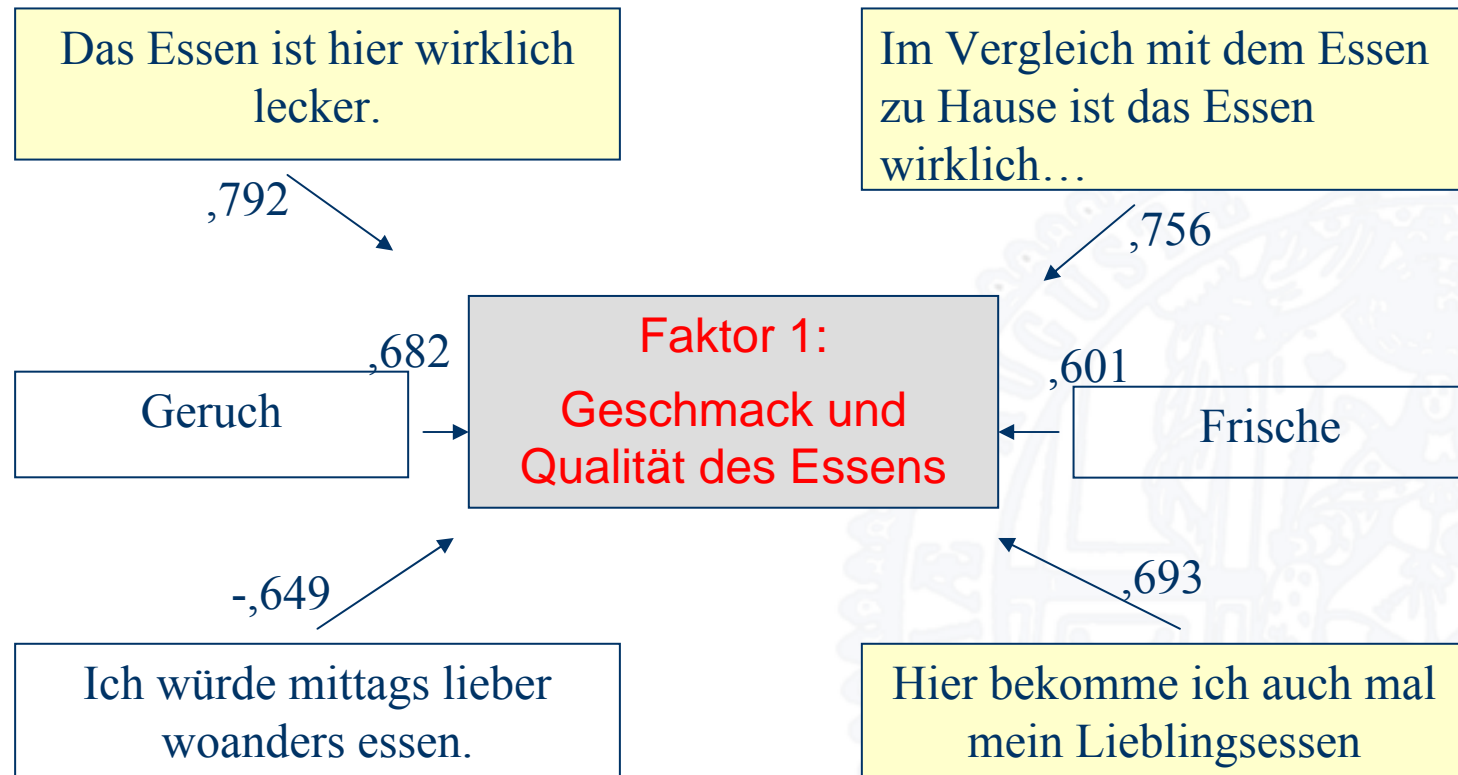 Das Essen ist hier wirklich
lecker.
Im Vergleich mit dem Essen
zu Hause ist das Essen
wirklich…
,792
,756
,682
Geruch
Faktor 1:
Geschmack und
Qualität des Essens
,601
Frische
-,649
,693
Ich würde mittags lieber
woanders essen.
Hier bekomme ich auch mal
mein Lieblingsessen